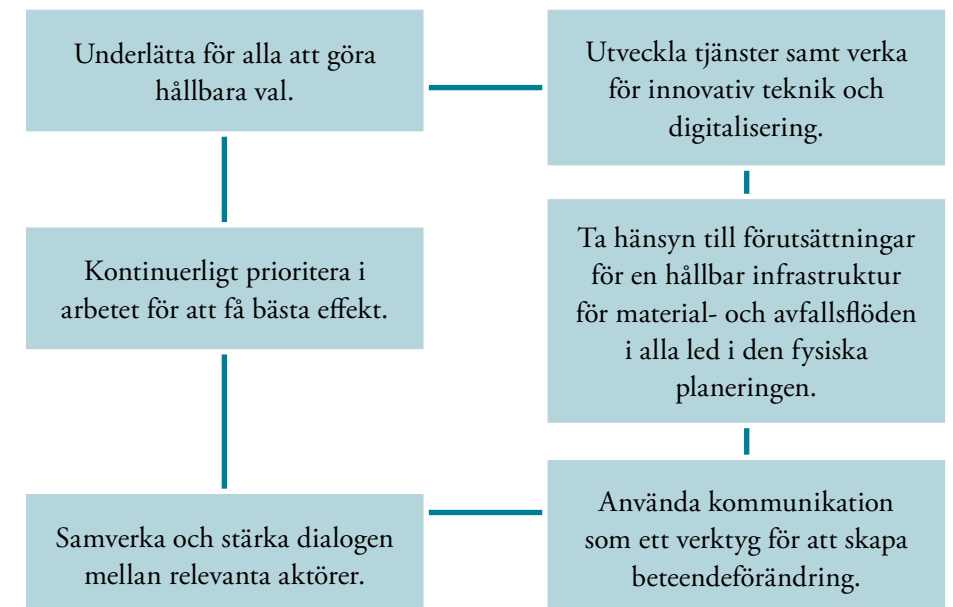 Underlätta för alla att göra
hållbara val.
Utveckla tjänster samt verka
för innovativ teknik och
digitalisering.
Kontinuerligt prioritera i
arbetet för att få bästa effekt.
Ta hänsyn till förutsättningar
för en hållbar infrastruktur
för material- och avfallsflöden
i alla led i den fysiska
planeringen.
Samverka och stärka dialogen
mellan relevanta aktörer.
Använda kommunikation
som ett verktyg för att skapa
beteendeförändring.